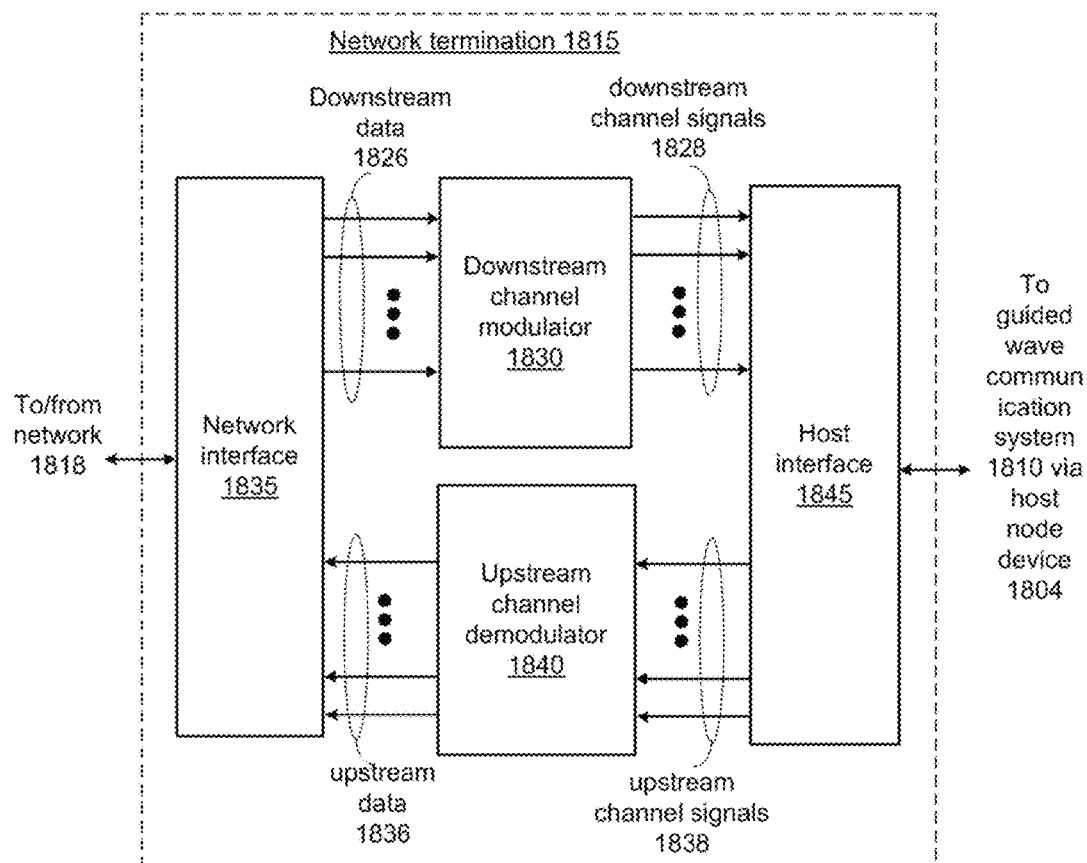 Network termination 1815
Downstream
data
1826
downstream
channel signals
1828
Downstream
channel
modulator
1830
To/from
network
1818
Network
interface
1835
Host
interface
1845
To
guided
wave
commun
ication
system
1810 via
host
node
device
1804
Upstream
channel
demodulator
1840
upstream
data
1836
upstream
channel signals
1838